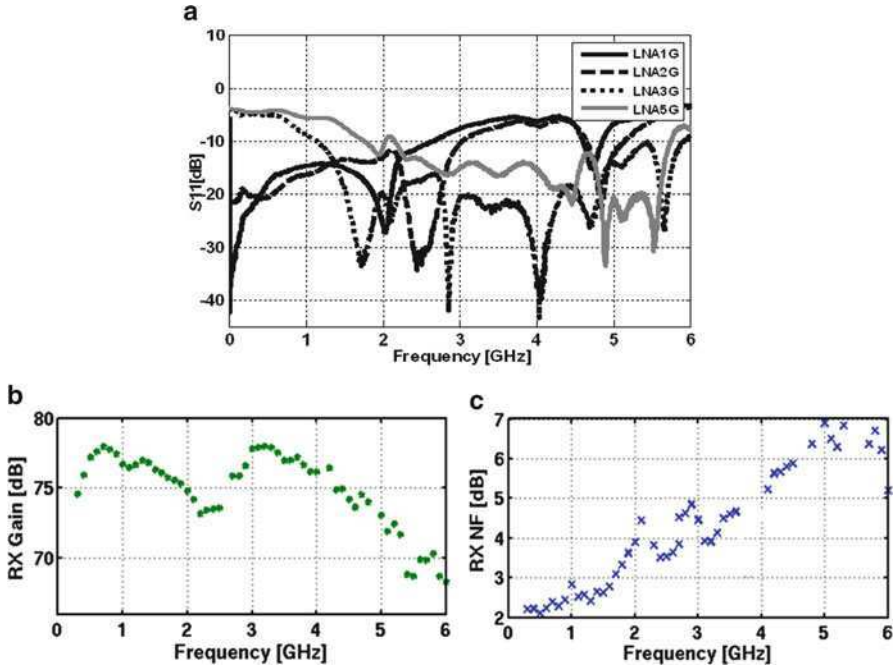 a
10
0
-10
-20
-30
-40
S11[dB]
LNA1G
LNA2G
LNA3G
LNA5G
0 1 2 3 4 5 6
Frequency [GHz]
b
80
75
70
RX Gain [dB]
0 1 2 3 4 5 6
Frequency [GHz]
c
7
6
5
4
3
2
RX NF [dB]
0 1 2 3 4 5 6
Frequency [GHz]